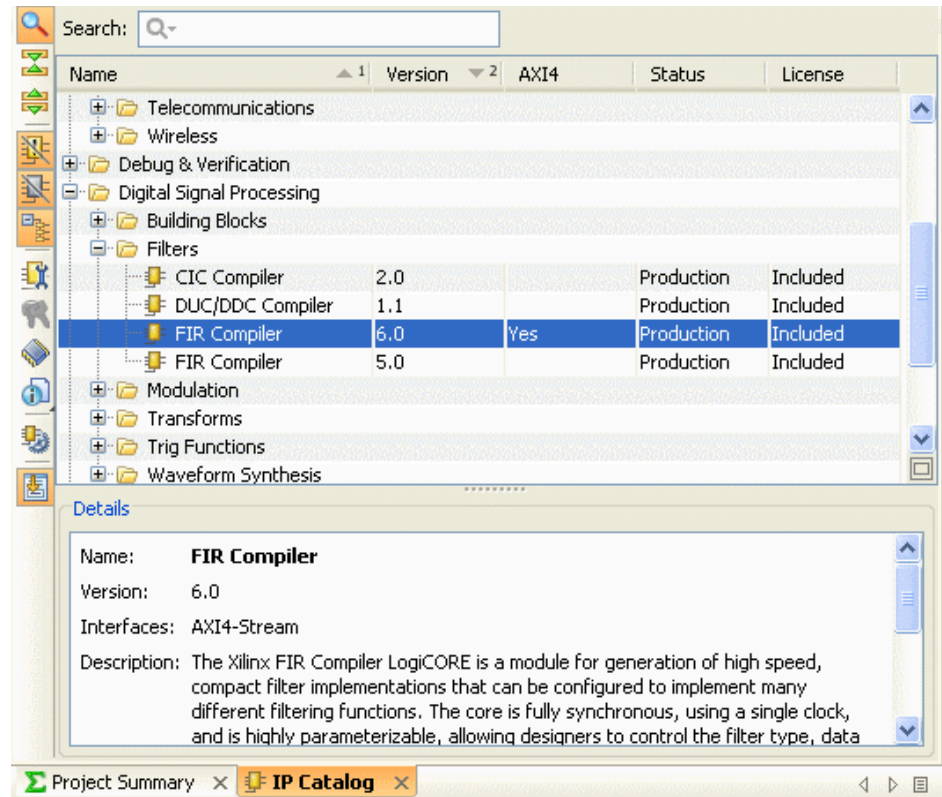 Search:
Name 1 Version 2 AXI4 Status License
Telecommunications
Wireless
Debug & Verification
Digital Signal Processing
Building Blocks
Filters
CIC Compiler 2.0 Production Included
DUC/DDC Compiler 1.1 Production Included
FIR Compiler 6.0 Yes Production Included
FIR Compiler 5.0 Production Included
Modulation
Transforms
Trig Functions
Waveform Synthesis
Details
Name: FIR Compiler
Version: 6.0
Interfaces: AXI4-Stream
Description: The Xilinx FIR Compiler LogiCORE is a module for generation of high speed,
compact filter implementations that can be configured to implement many
different filtering functions. The core is fully synchronous, using a single clock,
and is highly parameterizable, allowing designers to control the filter type, data
Project Summary IP Catalog